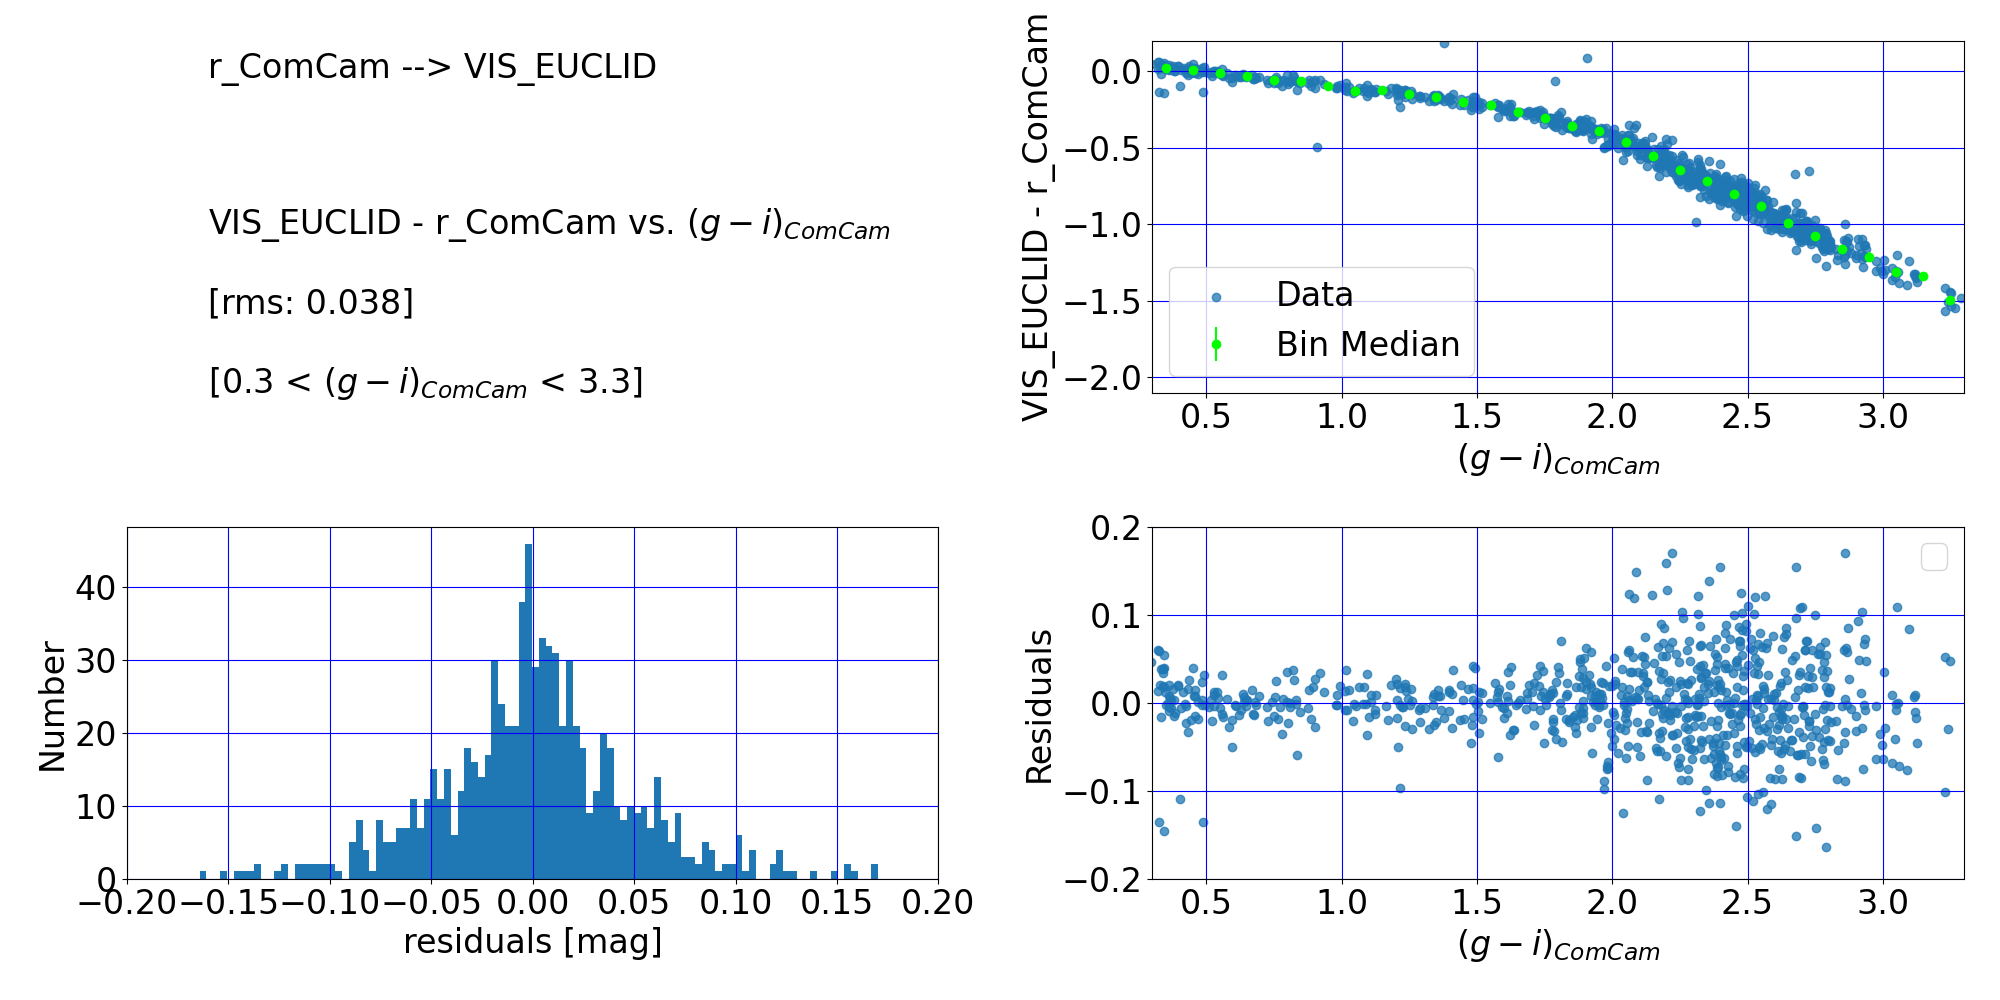 r_ComCam --> VIS_EUCLID
VIS_EUCLID - r_ComCam vs. (g − i)ComCam
[rms: 0.038]
[0.3 < (g − i)ComCam < 3.3]
VIS_EUCLID - r_ComCam
0.0
−0.5
−1.0
−1.5
−2.0
Data
Bin Median
0.5 1.0 1.5 2.0 2.5 3.0
(g − i)ComCam
Number
40
30
20
10
0
−0.20 −0.15 −0.10 −0.05 0.00 0.05 0.10 0.15 0.20
residuals [mag]
Residuals
0.2
0.1
0.0
−0.1
−0.2
0.5 1.0 1.5 2.0 2.5 3.0
(g − i)ComCam